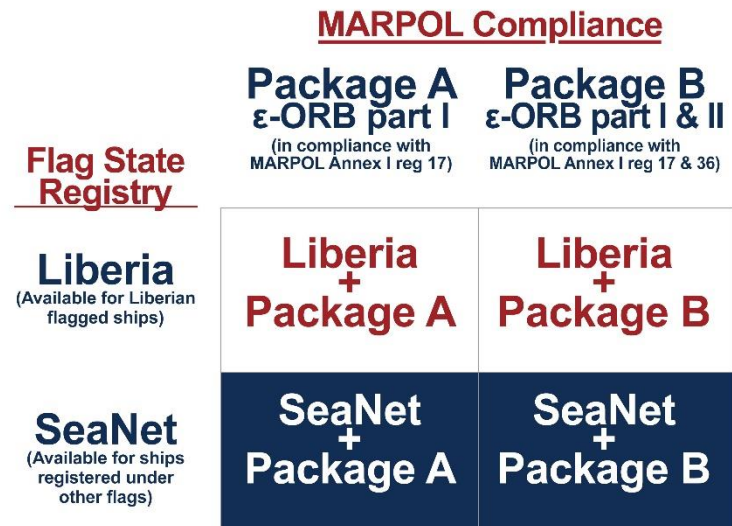 MARPOL Compliance
Package A
ε-ORB part I
(in compliance with
MARPOL Annex I reg 17)
Package B
ε-ORB part I & II
(in compliance with
MARPOL Annex I reg 17 & 36)
Flag State
Registry
Liberia
(Available for Liberian
flagged ships)
Liberia
+
Package A
Liberia
+
Package B
SeaNet
(Available for ships
registered under
other flags)
SeaNet
+
Package A
SeaNet
+
Package B